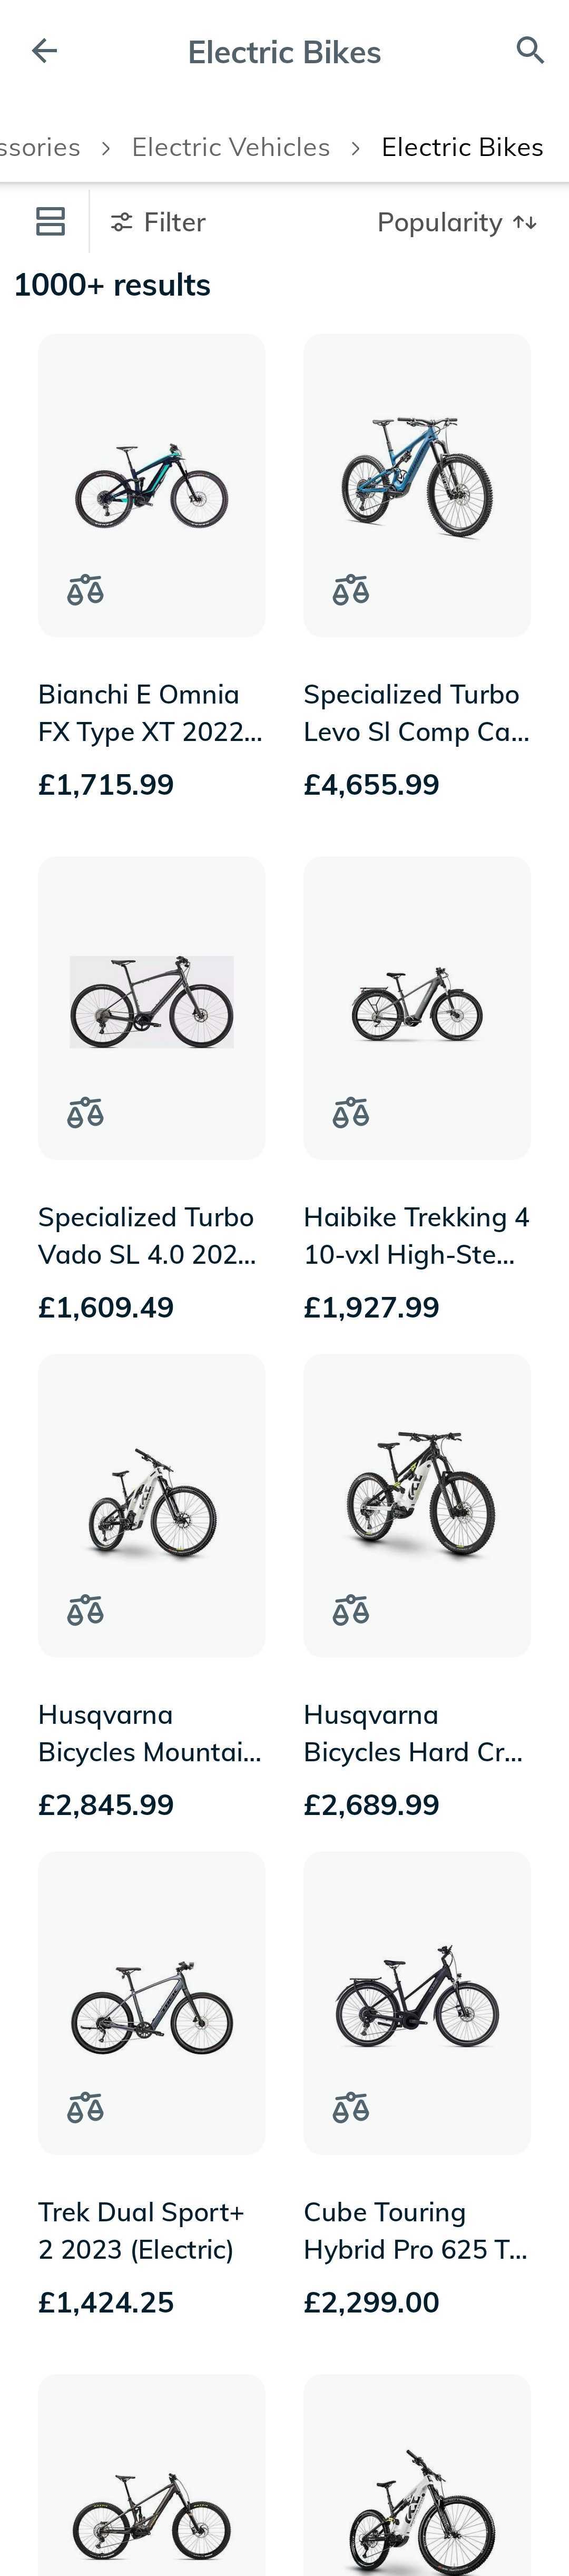 Electric Bikes
ssories > Electric Vehicles > Electric Bikes
Filter
Popularity
1000+ results
Bianchi E Omnia
FX Type XT 2022...
£1,715.99
Specialized Turbo
Levo Sl Comp Ca...
£4,655.99
Specialized Turbo
Vado SL 4.0 202...
£1,609.49
Haibike Trekking 4
10-vxl High-Ste...
£1,927.99
Husqvarna
Bicycles Mountai...
£2,845.99
Husqvarna
Bicycles Hard Cr...
£2,689.99
Trek Dual Sport+
2 2023 (Electric)
£1,424.25
Cube Touring
Hybrid Pro 625 T...
£2,299.00